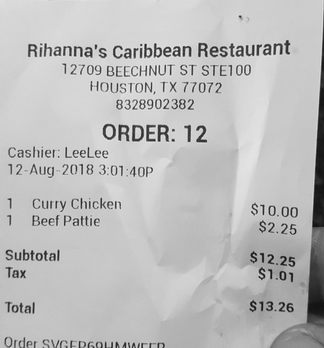 Rihanna's Caribbean Restaurant
12709 BEECHNUT ST STE100
HOUSTON, TX 77072
8328902382
ORDER: 12
Cashier: LeeLee
12-Aug-2018 3:01:40P
1 Curry Chicken $10.00
1 Beef Pattie $2.25
Subtotal $12.25
Tax $1.01
Total $13.26
Order